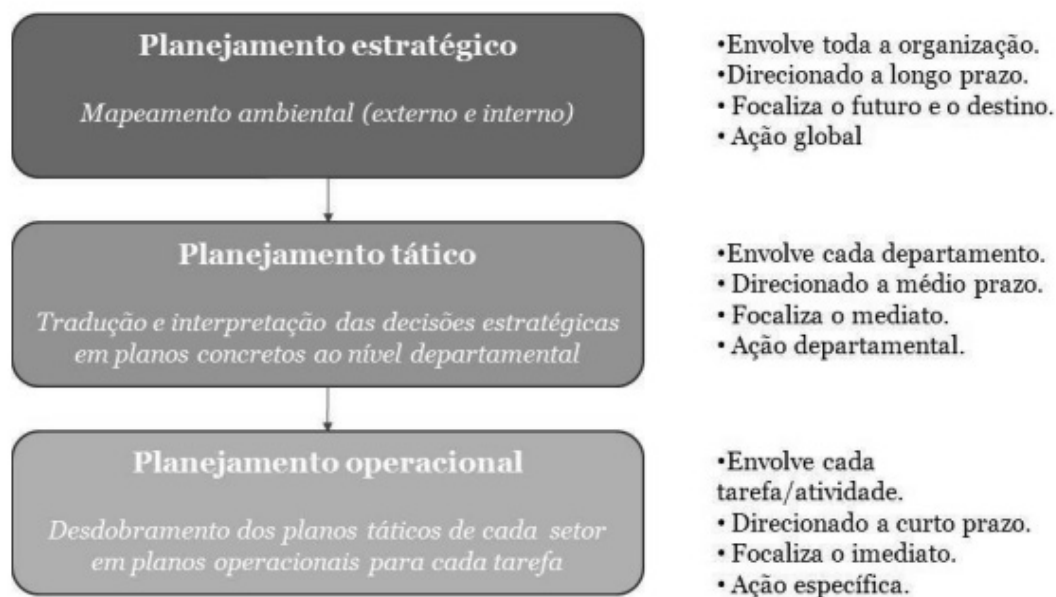 Planejamento estratégico
Mapeamento ambiental (externo e interno)
•Envolve toda a organização.
•Direcionado a longo prazo.
• Focaliza o futuro e o destino.
• Ação global
Planejamento tático
Tradução e interpretação das decisões estratégicas
em planos concretos ao nível departamental
•Envolve cada departamento.
• Direcionado a médio prazo.
• Focaliza o mediato.
• Ação departamental.
Planejamento operacional
Desdobramento dos planos táticos de cada setor
em planos operacionais para cada tarefa
•Envolve cada
tarefa/atividade.
• Direcionado a curto prazo.
• Focaliza o imediato.
• Ação específica.